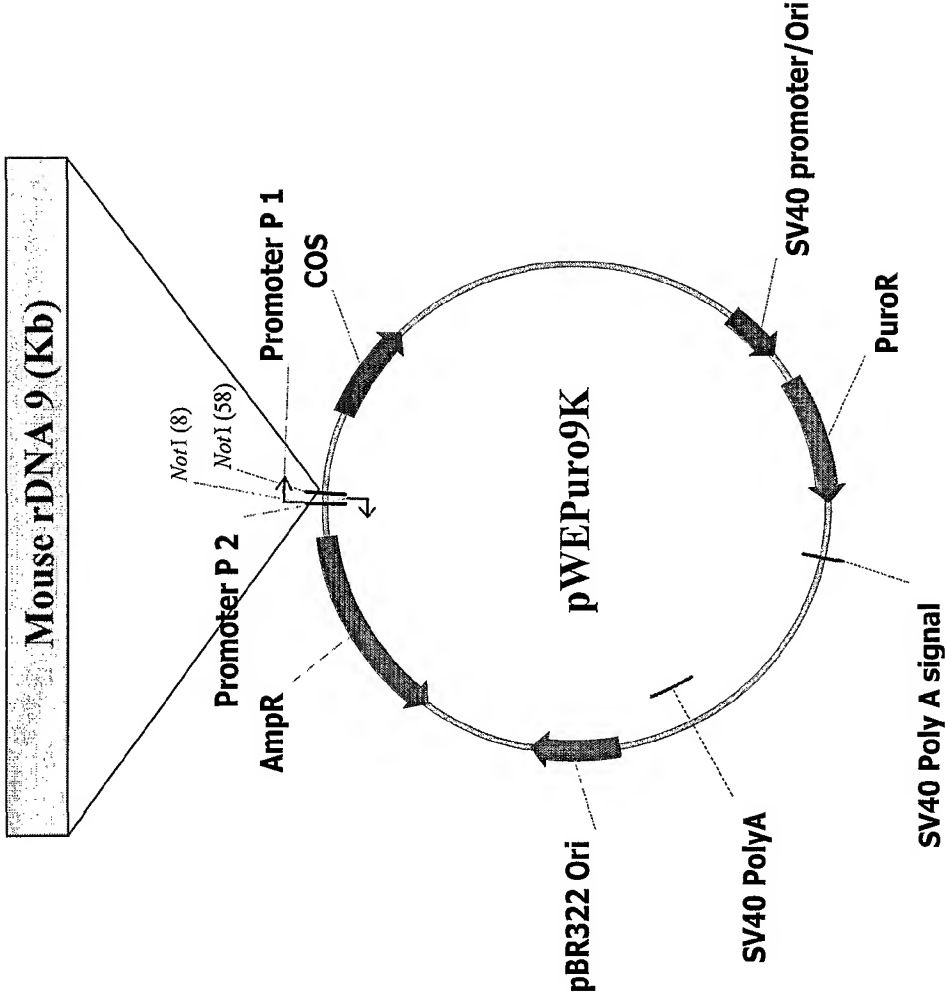 Mouse rDNA 9 (Kb)
NotI (8)
NotI (58)
Promoter P 1
Promoter P 2
COS
AmpR
SV40 promoter/Ori
PuroR
pWEPuro9K
SV40 Poly A signal
SV40 PolyA
pBR322 Ori